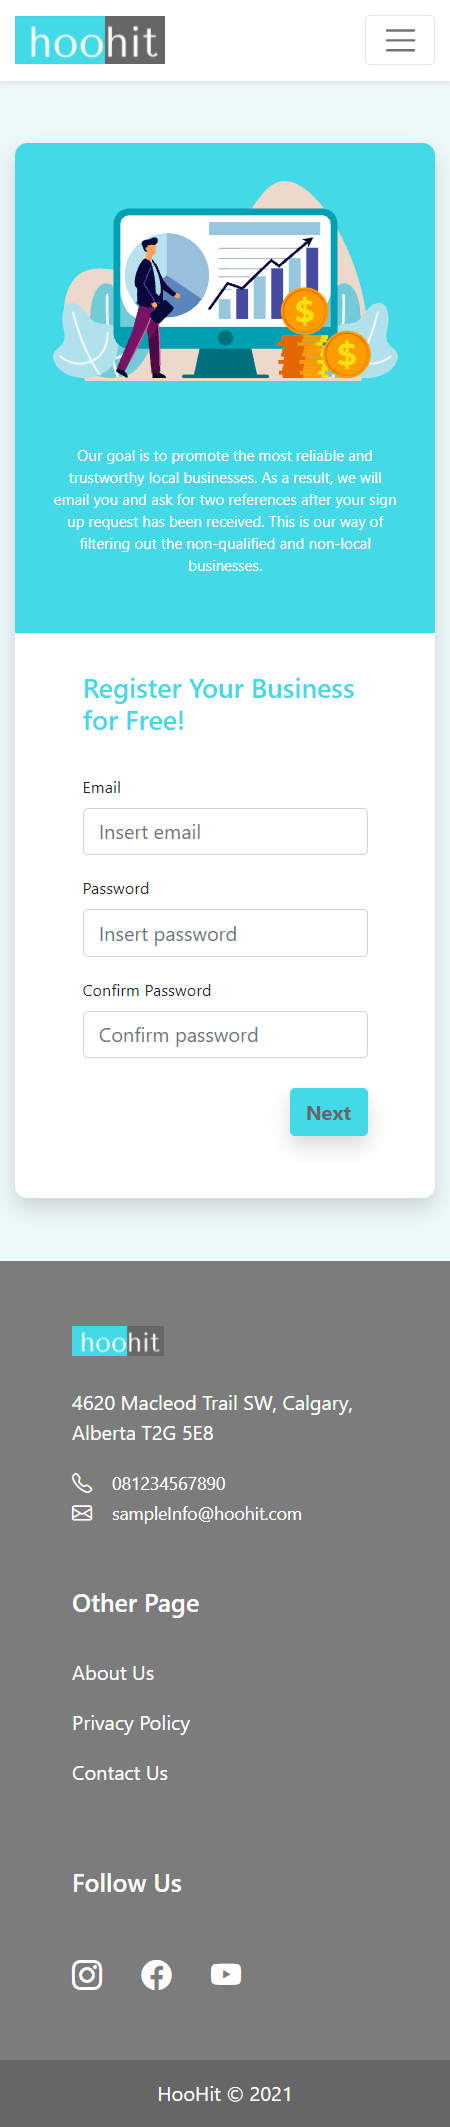 hoohit
Our goal is to promote the most reliable and
trustworthy local businesses. As a result, we will
email you and ask for two references after your sign
up request has been received. This is our way of
filtering out the non-qualified and non-local
businesses.
Register Your Business
for Free!
Email
Insert email
Password
Insert password
Confirm Password
Confirm password
Next
hoohit
4620 Macleod Trail SW, Calgary,
Alberta T2G 5E8
081234567890
sampleInfo@hoohit.com
Other Page
About Us
Privacy Policy
Contact Us
Follow Us
HooHit © 2021